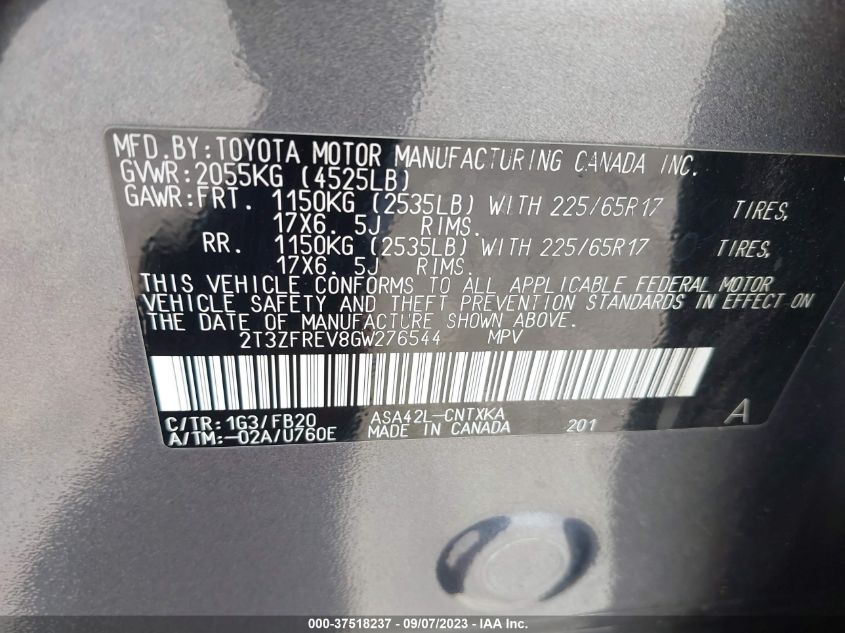 MFD.BY:TOYOTA MOTOR MANUFACTURING CANADA INC.
GVWR:2055KG (4525LB)
GAWR:FRT. 1150KG (2535LB) WITH 225/65R17 TIRES,
17X6. 5J RIMS.
RR. 1150KG (2535LB) WITH 225/65R17 TIRES,
17X6. 5J RIMS.
THIS VEHICLE CONFORMS TO ALL APPLICABLE FEDERAL MOTOR
VEHICLE SAFETY AND THEFT PREVENTION STANDARDS IN EFFECT ON
THE DATE OF MANUFACTURE SHOWN ABOVE.
2T3ZFREV8GW276544 MPV
C/TR:1G3/FB20 ASA42L-CNTXKA A
A/TM:-02A/U760E MADE IN CANADA 201
000-37518237 - 09/07/2023 - IAA Inc.